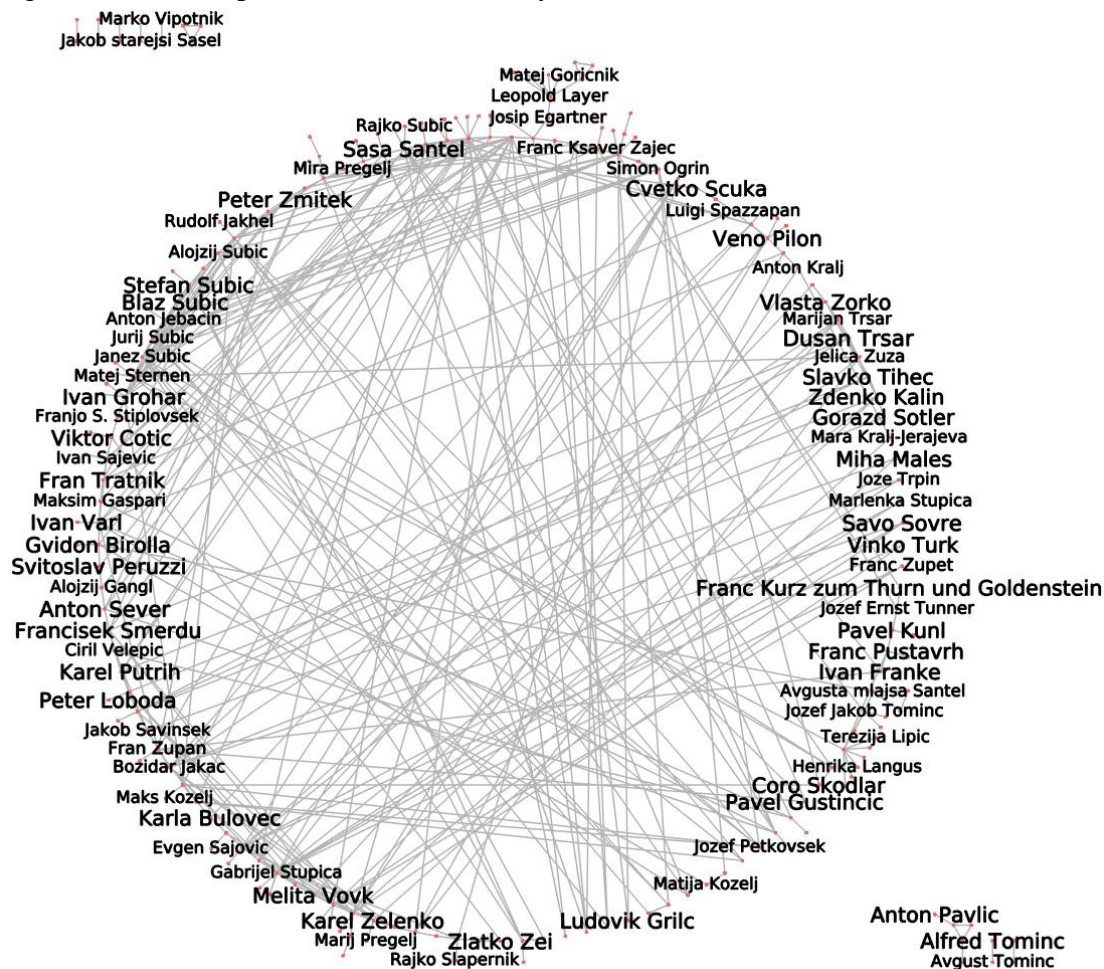 Marko Vipotnik
Jakob starejsi Sasel
Matej Goricnik
Leopold Layer
Josip Egartner
Rajko Subic
Sasa Santel
Franc Ksaver Zajec
Mira Pregelj
Simon Ogrin
Cvetko Scuka
Peter Zmitek
Luigi Spazzapan
Rudolf Jakhel
Veno Pilon
Alojzij Subic
Anton Kralj
Stefan Subic
Blaz Subic
Vlasta Zorko
Anton Jebacin
Marijan Trsar
Jurij Subic
Dusan Trsar
Janez Subic
Jelica Zuza
Matej Sternen
Slavko Tihec
Ivan Grohar
Zdenko Kalin
Franjo S. Stiplovsek
Gorazd Sotler
Viktor Cotic
Mara Kralj-Jerajeva
Ivan Sajevic
Miha Males
Fran Tratnik
Joze Trpin
Maksim Gaspari
Marlenka Stupica
Ivan Varl
Savo Sovre
Gvidon Birolla
Vinko Turk
Svitoslav Peruzzi
Franc Zupet
Alojzij Gangl
Franc Kurz zum Thurn und Goldenstein
Anton Sever
Jozef Ernst Tunner
Francisek Smerdu
Pavel Kunl
Ciril Velepic
Franc Pustavrh
Karel Putrih
Ivan Franke
Avgusta mlajsa Santel
Peter Loboda
Jozef Jakob Tominc
Jakob Savinsek
Terezija Lipic
Fran Zupan
Bozidar Jakac
Henrika Langus
Coro Skodlar
Maks Kozelj
Pavel Gustincic
Karla Bulovec
Evgen Sajovic
Jozef Petkovsek
Gabrijel Stupica
Matija Kozelj
Melita Vovk
Karel Zelenko
Ludovik Grilc
Anton Pavlic
Marij Pregelj
Zlatko Zei
Alfred Tominc
Rajko Slapernik
Avgust Tominc